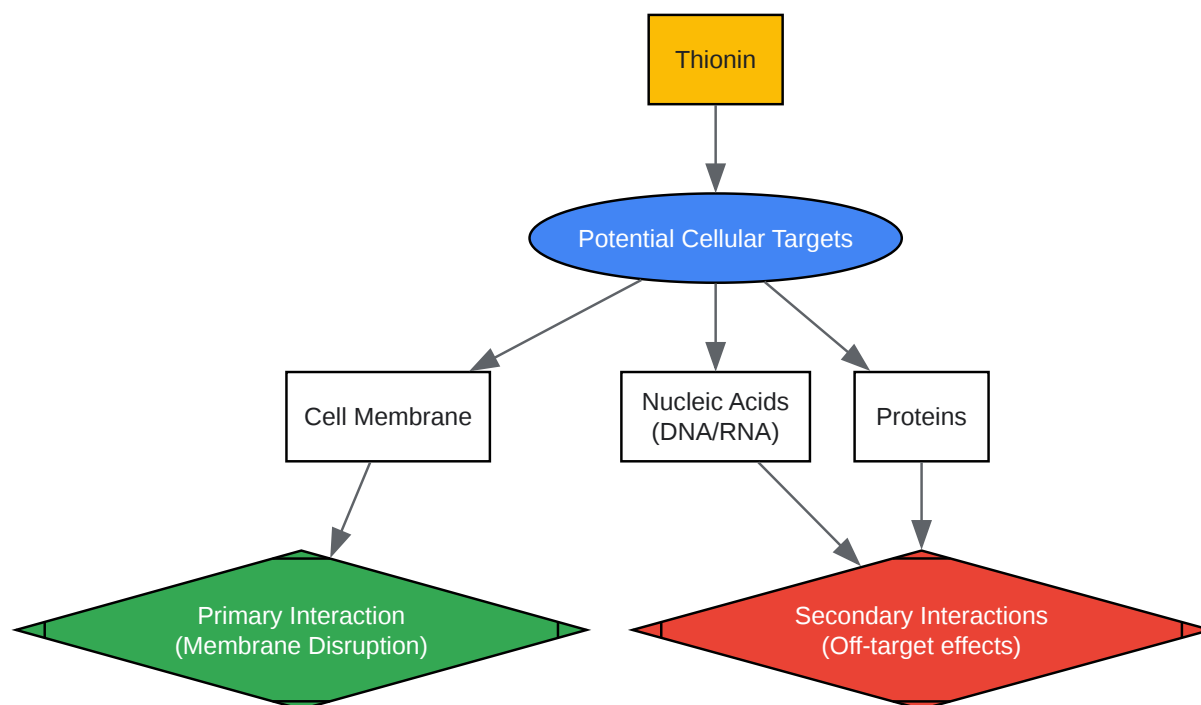 Thionin
Potential Cellular Targets
Cell Membrane
Nucleic Acids
(DNA/RNA)
Proteins
Primary Interaction
(Membrane Disruption)
Secondary Interactions
(Off-target effects)